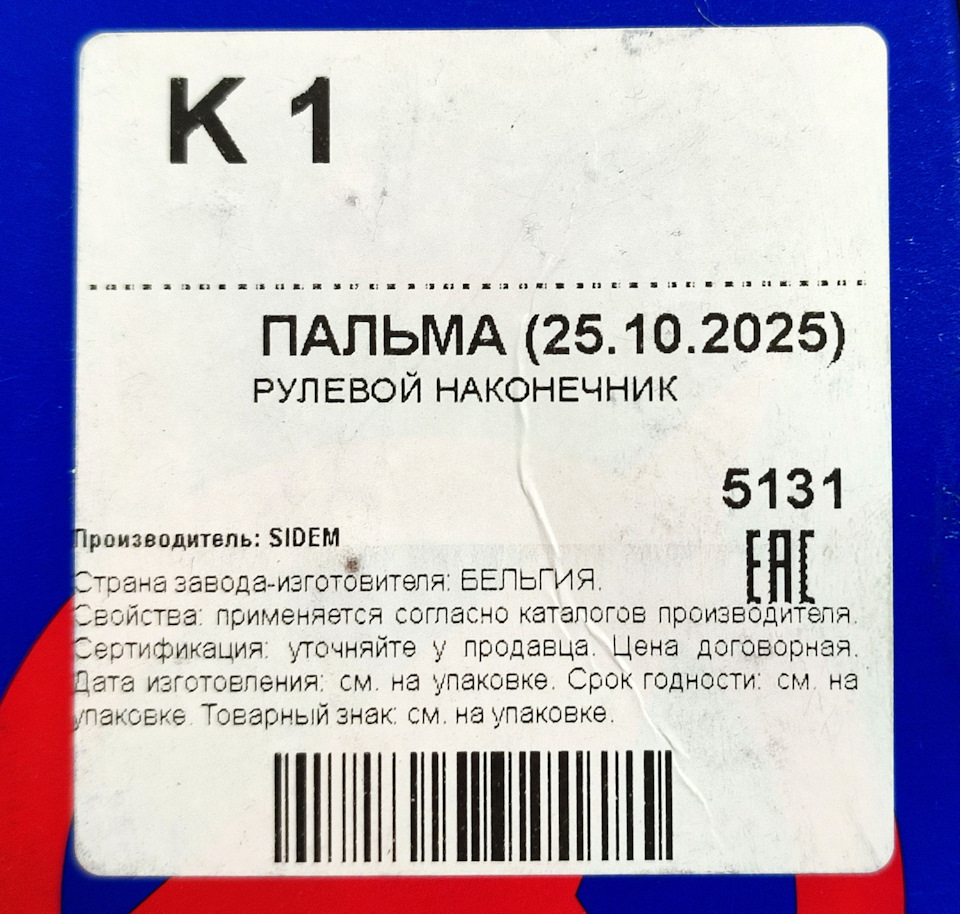 К 1
ПАЛЬМА (25.10.2025)
РУЛЕВОЙ НАКОНЕЧНИК
5131
Производитель: SIDEM
EAC
Страна завода-изготовителя: БЕЛЬГИЯ.
Свойства: применяется согласно каталогов производителя.
Сертификация: уточняйте у продавца. Цена договорная.
Дата изготовления: см. на упаковке. Срок годности: см. на
упаковке. Товарный знак: см. на упаковке.